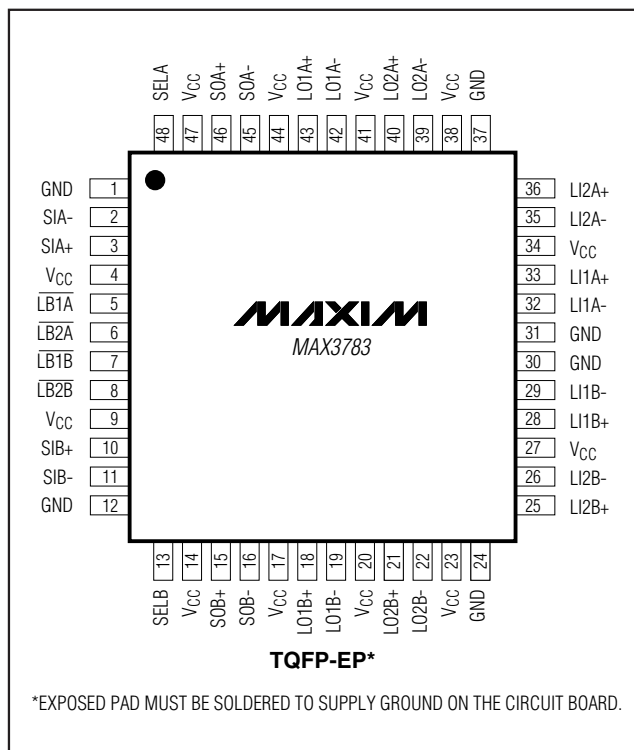 SELA
VCC
SOA+
SOA-
VCC
LO1A+
LO1A-
VCC
LO2A+
LO2A-
VCC
GND
48
47
46
45
44
43
42
41
40
39
38
37
GND 1
SIA- 2
SIA+ 3
VCC 4
LB1A 5
LB2A 6
LB1B 7
LB2B 8
VCC 9
SIB+ 10
SIB- 11
GND 12
MAXIM
MAX3783
36 LI2A+
35 LI2A-
34 VCC
33 LI1A+
32 LI1A-
31 GND
30 GND
29 LI1B-
28 LI1B+
27 VCC
26 LI2B-
25 LI2B+
13
14
15
16
17
18
19
20
21
22
23
24
SELB
VCC
SOB+
SOB-
VCC
LO1B+
LO1B-
VCC
LO2B+
LO2B-
VCC
GND
TQFP-EP*
*EXPOSED PAD MUST BE SOLDERED TO SUPPLY GROUND ON THE CIRCUIT BOARD.